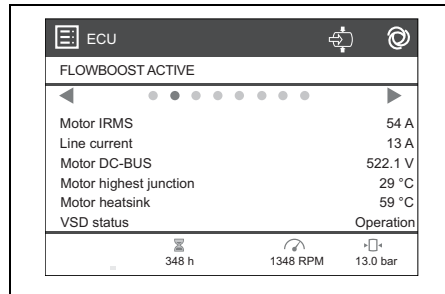 ECU
FLOWBOOST ACTIVE
Motor IRMS 54 A
Line current 13 A
Motor DC-BUS 522.1 V
Motor highest junction 29 °C
Motor heatsink 59 °C
VSD status Operation
348 h 1348 RPM 13.0 bar